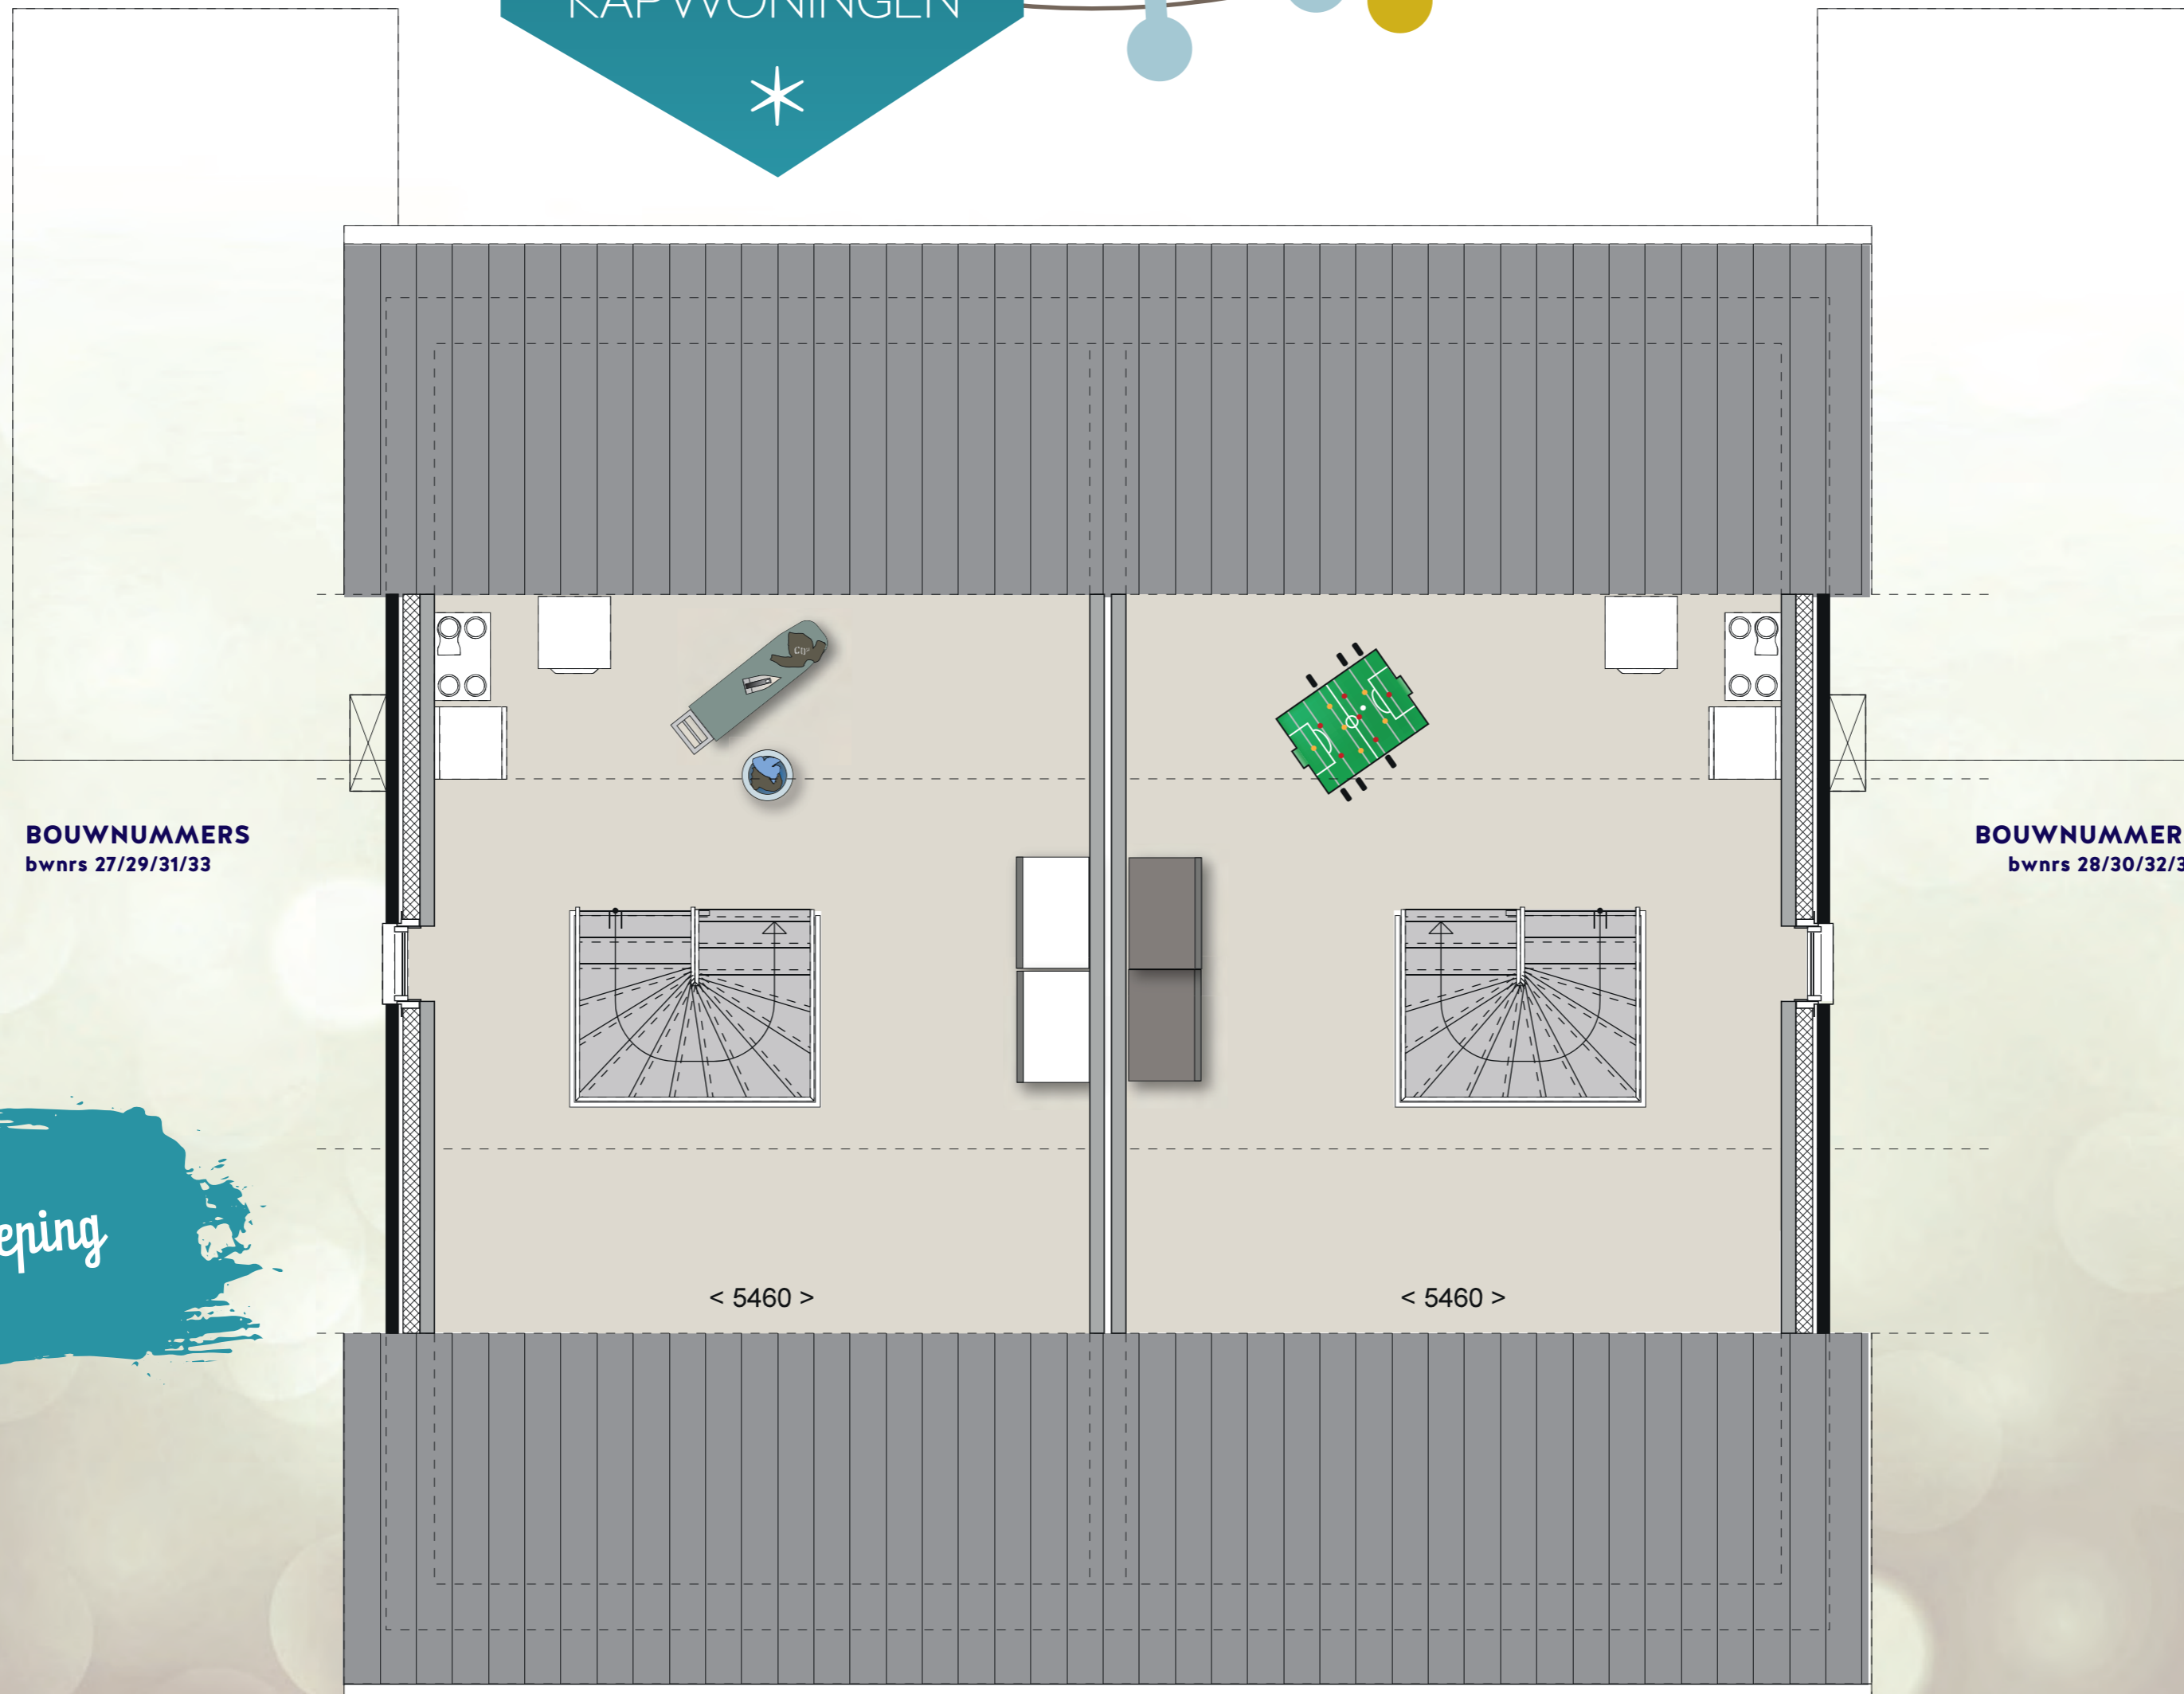 KAPWONINGEN
BOUWNUMMERS
bwnrs 27/29/31/33
BOUWNUMMER
bwnrs 28/30/32/3
eping
< 5460 >
< 5460 >